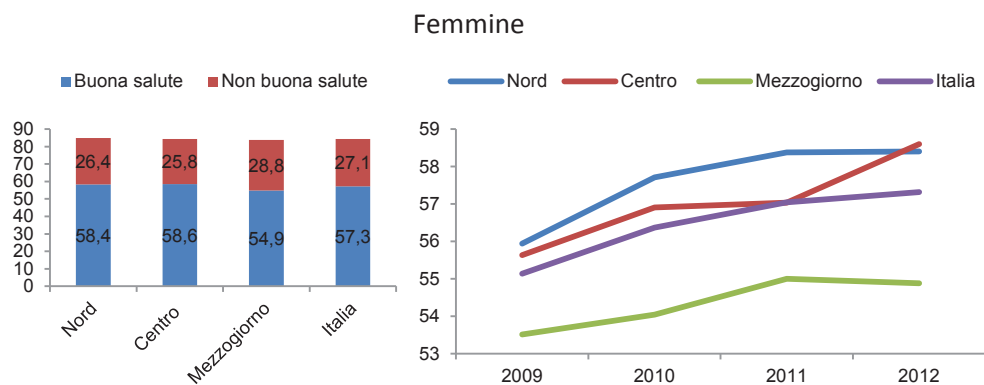 Femmine
Buona salute Non buona salute
90
80
70
60
50
40
30
20
10
0
26,4 25,8 28,8 27,1
58,4 58,6 54,9 57,3
Nord Centro Mezzogiorno Italia
Nord Centro Mezzogiorno Italia
59
58
57
56
55
54
53
2009 2010 2011 2012